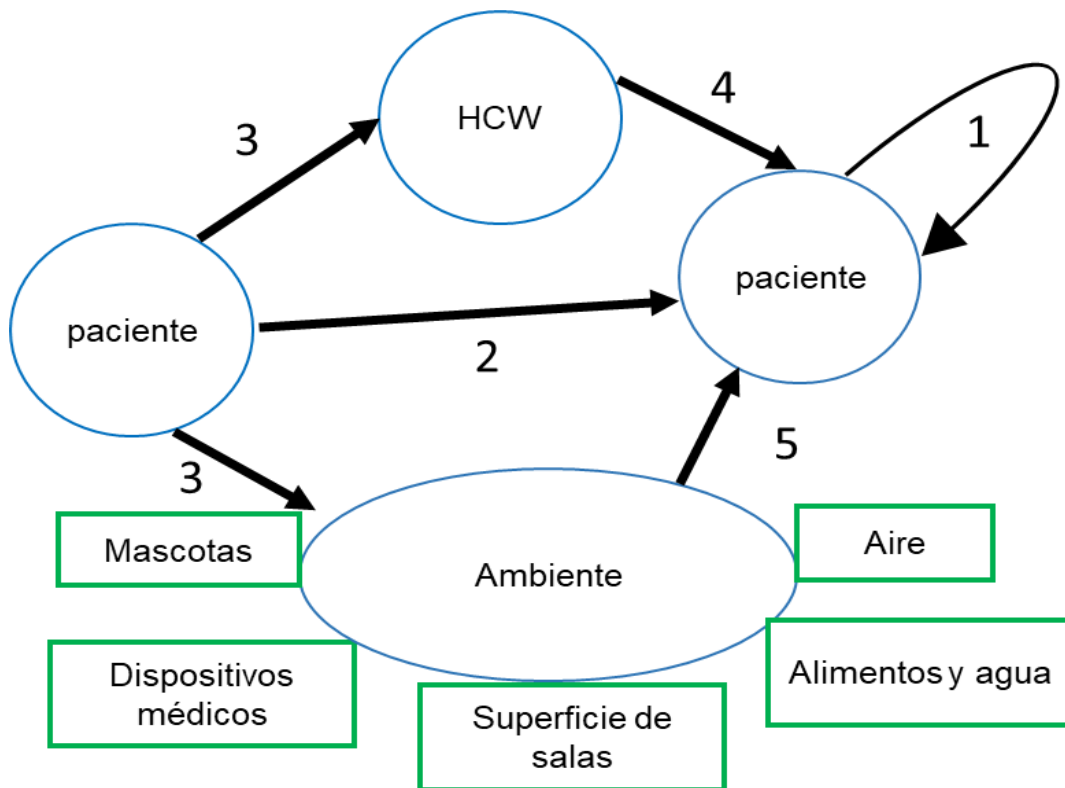 HCW
4
1
3
paciente
paciente
2
3
5
Mascotas
Ambiente
Aire
Dispositivos
médicos
Superficie de
salas
Alimentos y agua